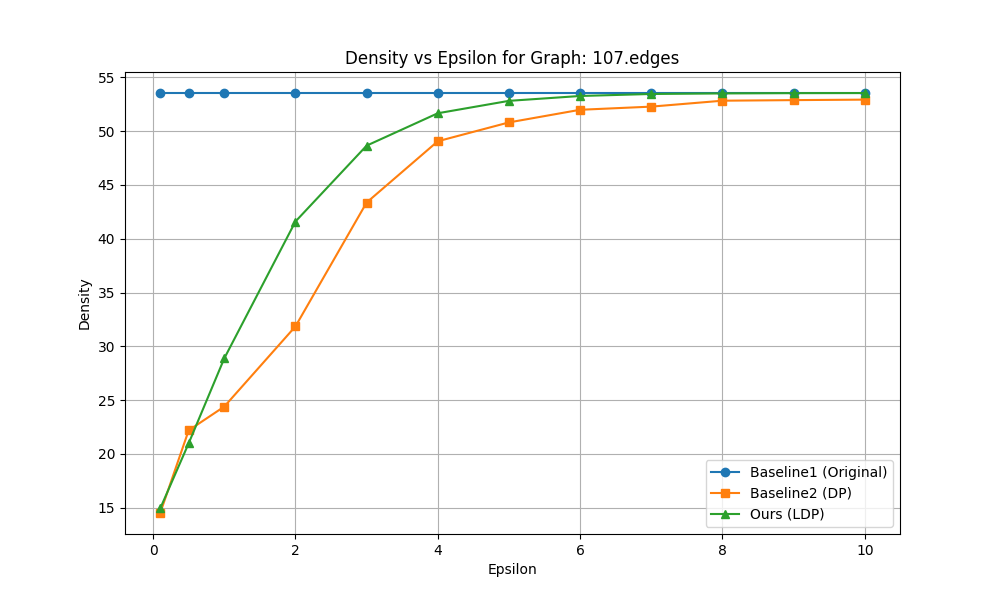 Density vs Epsilon for Graph: 107.edges
55
50
45
40
35
30
25
20
15
Density
0 2 4 6 8 10
Epsilon
Baseline1 (Original)
Baseline2 (DP)
Ours (LDP)